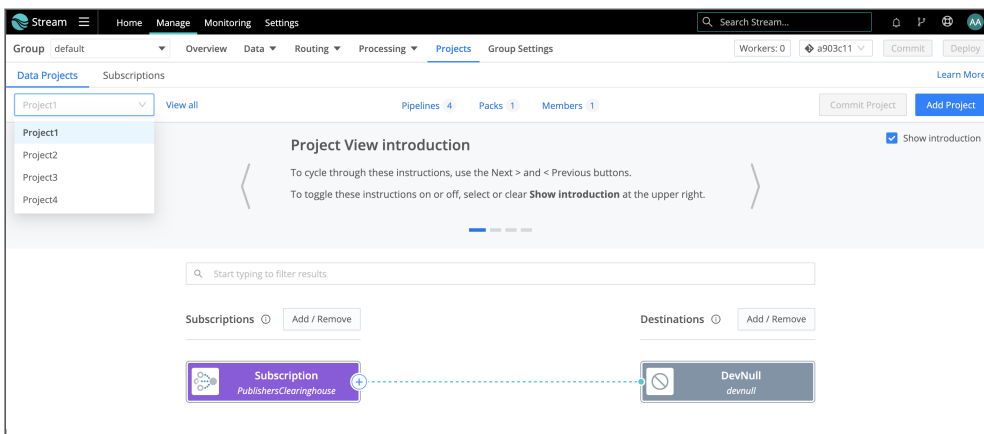 Stream Home Manage Monitoring Settings Search Stream... AA
Group default Overview Data Routing Processing Projects Group Settings Workers: 0 a903c11 Commit Deploy
Data Projects Subscriptions Learn More
Project1 View all Pipelines 4 Packs 1 Members 1 Commit Project Add Project
Project1
Project2
Project3
Project4
Project View introduction
Show introduction
To cycle through these instructions, use the Next > and < Previous buttons.
To toggle these instructions on or off, select or clear Show introduction at the upper right.
Start typing to filter results
Subscriptions Add / Remove Destinations Add / Remove
Subscription
PublishersClearinghouse
DevNull
devnull